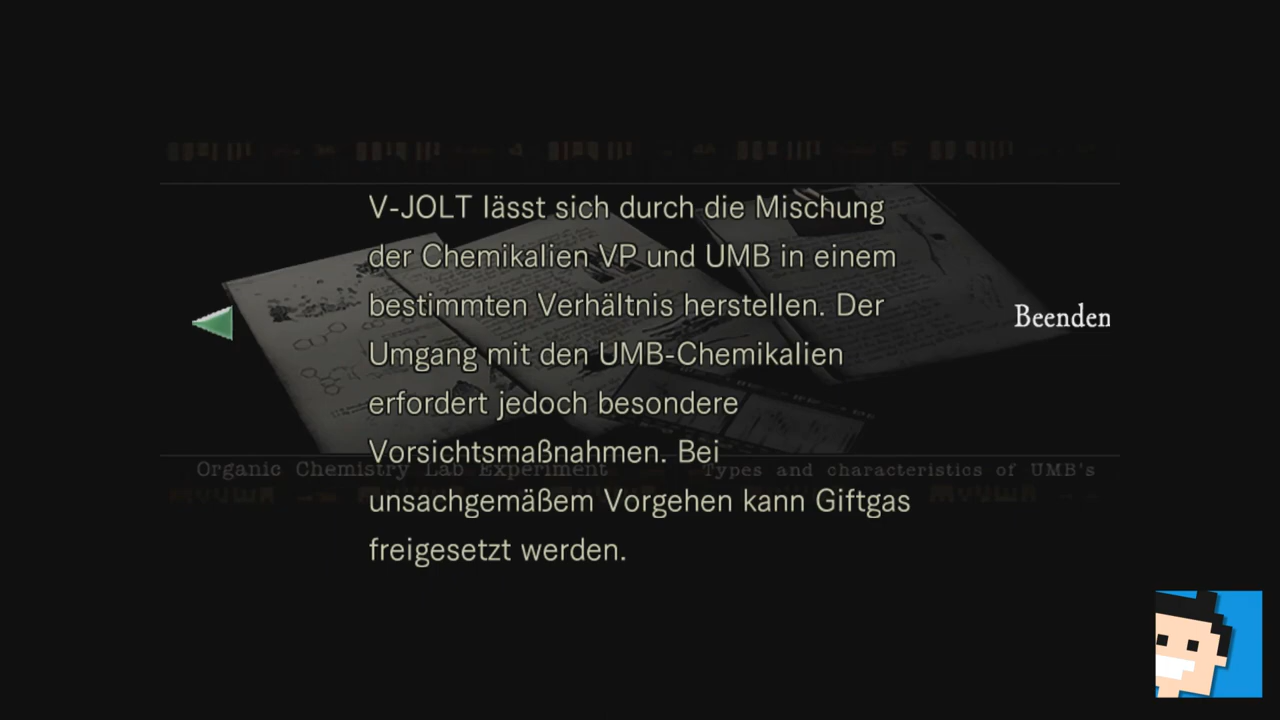 V-JOLT lässt sich durch die Mischung
der Chemikalien VP und UMB in einem
bestimmten Verhältnis herstellen. Der
Umgang mit den UMB-Chemikalien
Beenden
erfordert jedoch besondere
Vorsichtsmaßnahmen. Bei
Organic Chemistry Lab Experiment Types and characteristics of UMB's
unsachgemäßem Vorgehen kann Giftgas
freigesetzt werden.